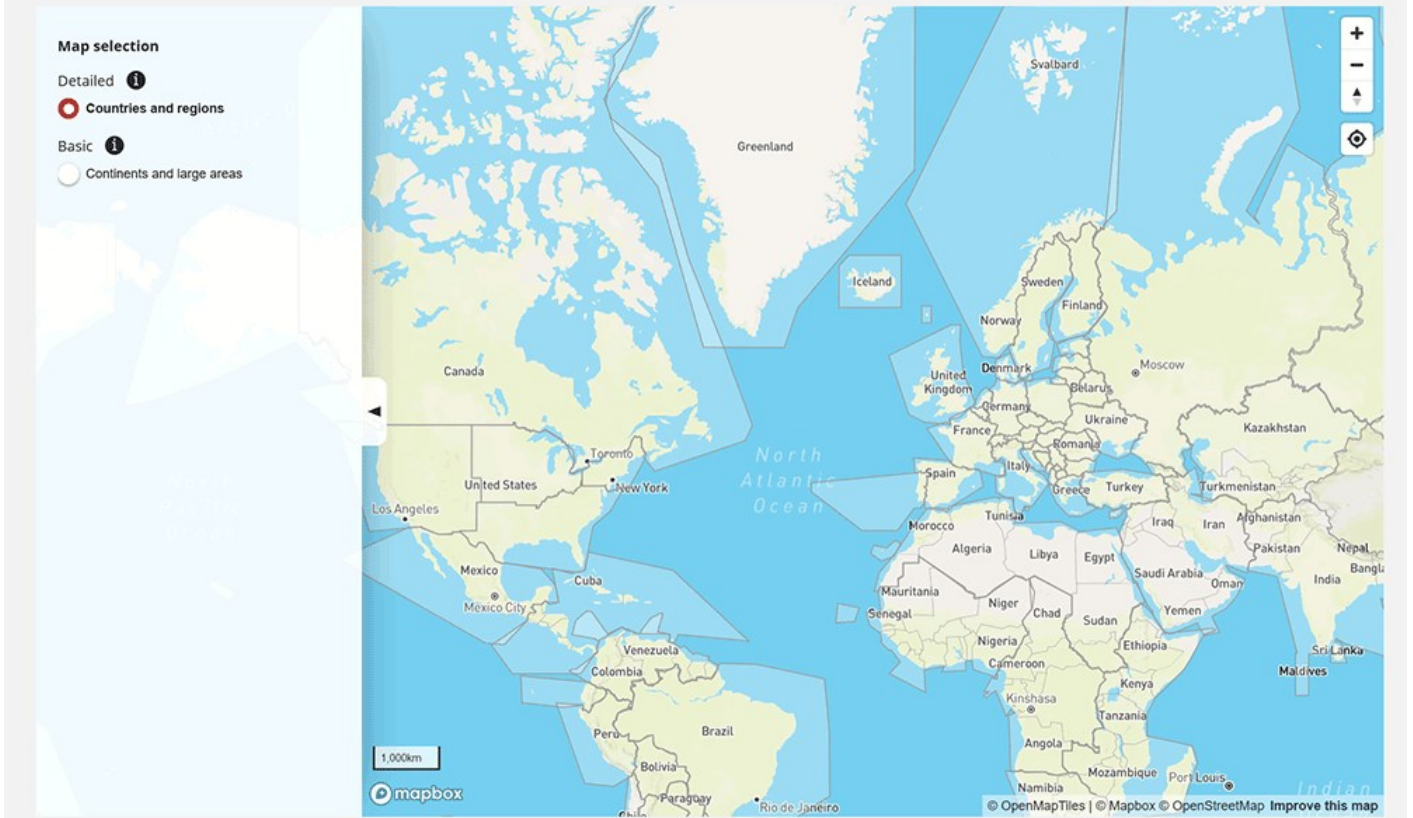 Map selection
Detailed
Countries and regions
Basic
Continents and large areas
Svalbard
Greenland
Iceland
Sweden
Finland
Norway
Canada
United
Kingdom
Denmark
Moscow
Belarus
Germany
Ukraine
France
Kazakhstan
Romania
Toronto
North
Atlantic
Ocean
United States
New York
Spain
Italy
Greece
Turkey
Turkmenistan
North
Pacific
Ocean
Los Angeles
Morocco
Tunisia
Iraq
Iran
Afghanistan
Algeria
Libya
Egypt
Pakistan
Nepal
Mexico
Cuba
Saudi Arabia
Oman
India
Bangla
Mexico City
Mauritania
Niger
Chad
Senegal
Sudan
Yemen
Nigeria
Ethiopia
Venezuela
Sri Lanka
Colombia
Cameroon
Maldives
Kenya
Kinshasa
Tanzania
Peru
Brazil
Angola
1,000km
Bolivia
Mozambique
Port Louis
Namibia
Indian
mapbox
Paraguay
Rio de Janeiro
© OpenMapTiles | © Mapbox © OpenStreetMap Improve this map